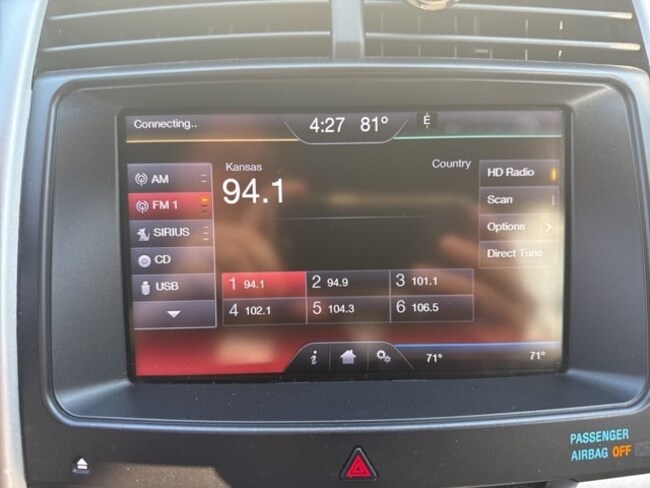 Connecting..
4:27 81°
E
Kansas
Country
94.1
AM
FM 1
SIRIUS
CD
USB
HD Radio
Scan
Options
Direct Tune
1 94.1
2 94.9
3 101.1
4 102.1
5 104.3
6 106.5
i
71°
71°
PASSENGER
AIRBAG OFF